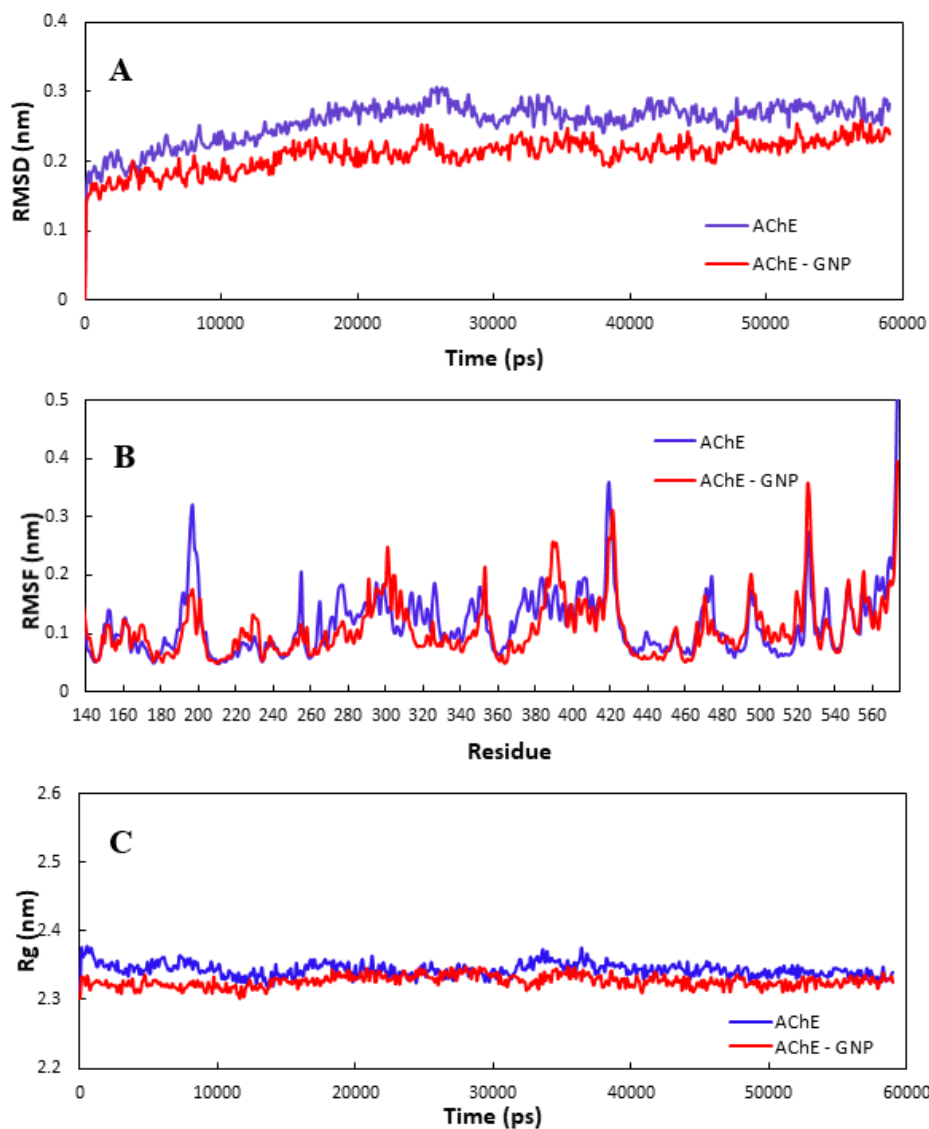 A
RMSD (nm)
0.4
0.3
0.2
0.1
0
AChE
AChE - GNP
0 10000 20000 30000 40000 50000 60000
Time (ps)
B
RMSF (nm)
0.5
0.4
0.3
0.2
0.1
0
AChE
AChE - GNP
140 160 180 200 220 240 260 280 300 320 340 360 380 400 420 440 460 480 500 520 540 560
Residue
C
Rg (nm)
2.6
2.5
2.4
2.3
2.2
AChE
AChE - GNP
0 10000 20000 30000 40000 50000 60000
Time (ps)